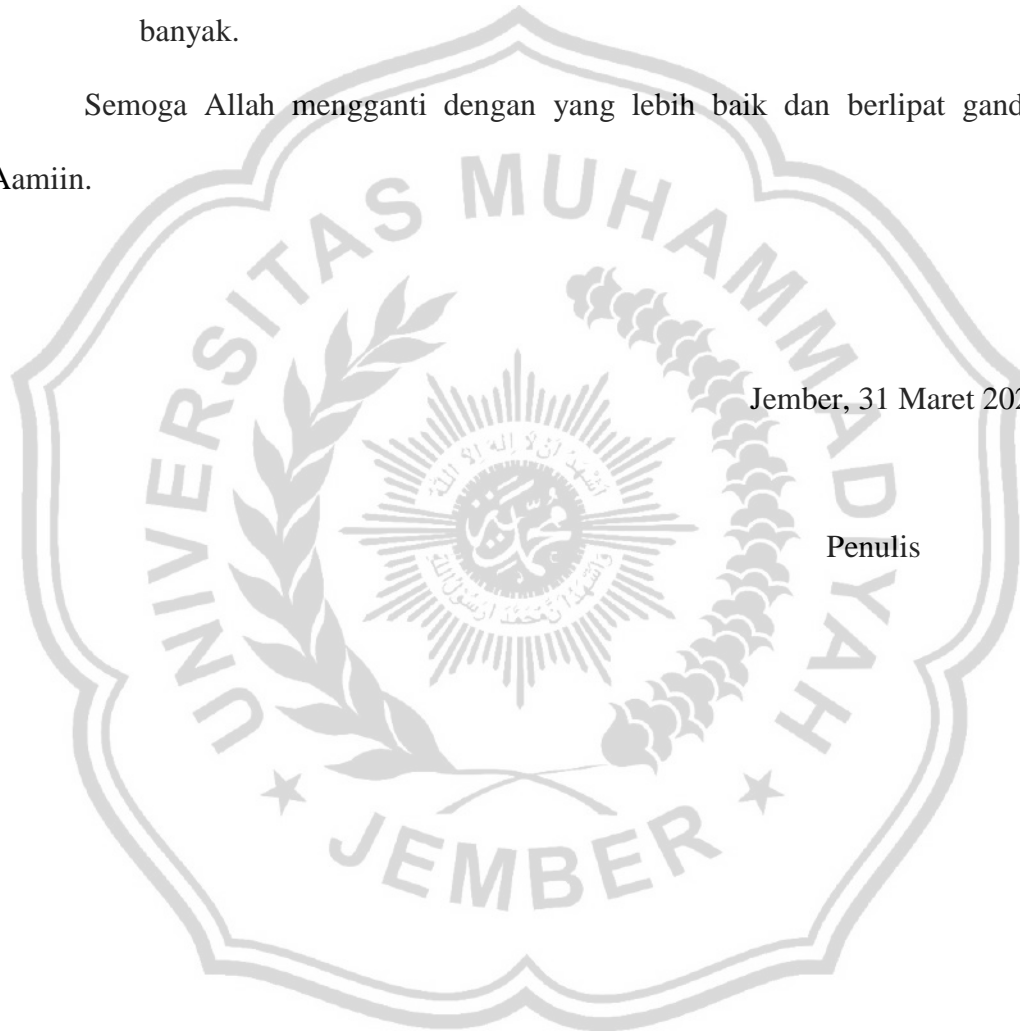 banyak.
Semoga Allah mengganti dengan yang lebih baik dan berlipat gand
Aamiin.
UNIVERSITAS MUHAMMADIYAH
Jember, 31 Maret 202
Penulis
★ JEMBER ★